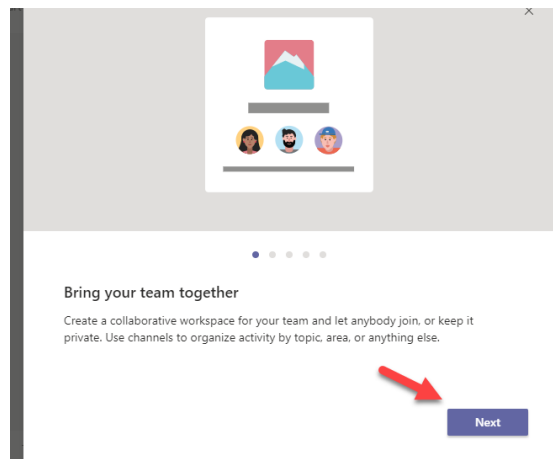 Bring your team together
Create a collaborative workspace for your team and let anybody join, or keep it
private. Use channels to organize activity by topic, area, or anything else.
Next